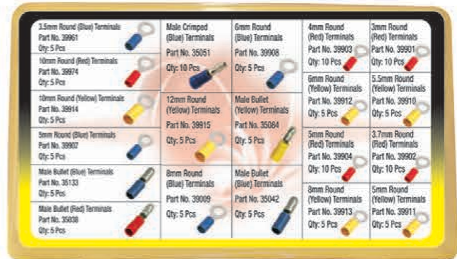 3.5mm Round (Blue) Terminals
Part No. 39961
Qty: 5 Pcs
10mm Round (Red) Terminals
Part No. 39974
Qty: 5 Pcs
10mm Round (Yellow) Terminals
Part No. 39914
Qty: 5 Pcs
5mm Round (Blue) Terminals
Part No. 39907
Qty: 5 Pcs
Male Bullet (Blue) Terminals
Part No. 35133
Qty: 5 Pcs
Male Bullet (Red) Terminals
Part No. 35038
Qty: 5 Pcs
Male Crimped
(Blue) Terminals
Part No. 35051
Qty: 10 Pcs
12mm Round
(Yellow) Terminals
Part No. 39915
Qty: 5 Pcs
8mm Round
(Blue) Terminals
Part No. 39009
Qty: 5 Pcs
6mm Round
(Blue) Terminals
Part No. 39908
Qty: 5 Pcs
Male Bullet
(Yellow) Terminals
Part No. 35064
Qty: 5 Pcs
Male Bullet
(Blue) Terminals
Part No. 35042
Qty: 5 Pcs
4mm Round
(Red) Terminals
Part No. 39903
Qty: 10 Pcs
6mm Round
(Yellow) Terminals
Part No. 39912
Qty: 5 Pcs
5mm Round
(Red) Terminals
Part No. 39904
Qty: 10 Pcs
8mm Round
(Yellow) Terminals
Part No. 39913
Qty: 5 Pcs
3mm Round
(Red) Terminals
Part No. 39901
Qty: 10 Pcs
5.5mm Round
(Yellow) Terminals
Part No. 39910
Qty: 5 Pcs
3.7mm Round
(Red) Terminals
Part No. 39902
Qty: 10 Pcs
5mm Round
(Yellow) Terminals
Part No. 39911
Qty: 5 Pcs